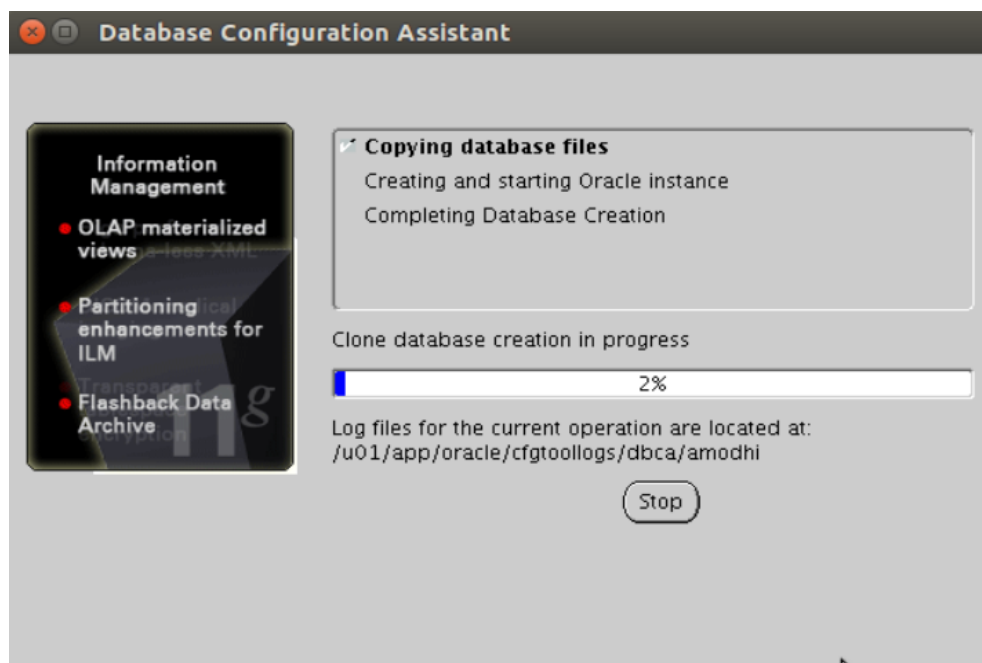 Database Configuration Assistant
Information
Management
OLAP materialized
views
Partitioning
enhancements for
ILM
Flashback Data
Archive
11g
Copying database files
Creating and starting Oracle instance
Completing Database Creation
Clone database creation in progress
2%
Log files for the current operation are located at:
/u01/app/oracle/cfgtoollogs/dbca/amodhi
Stop